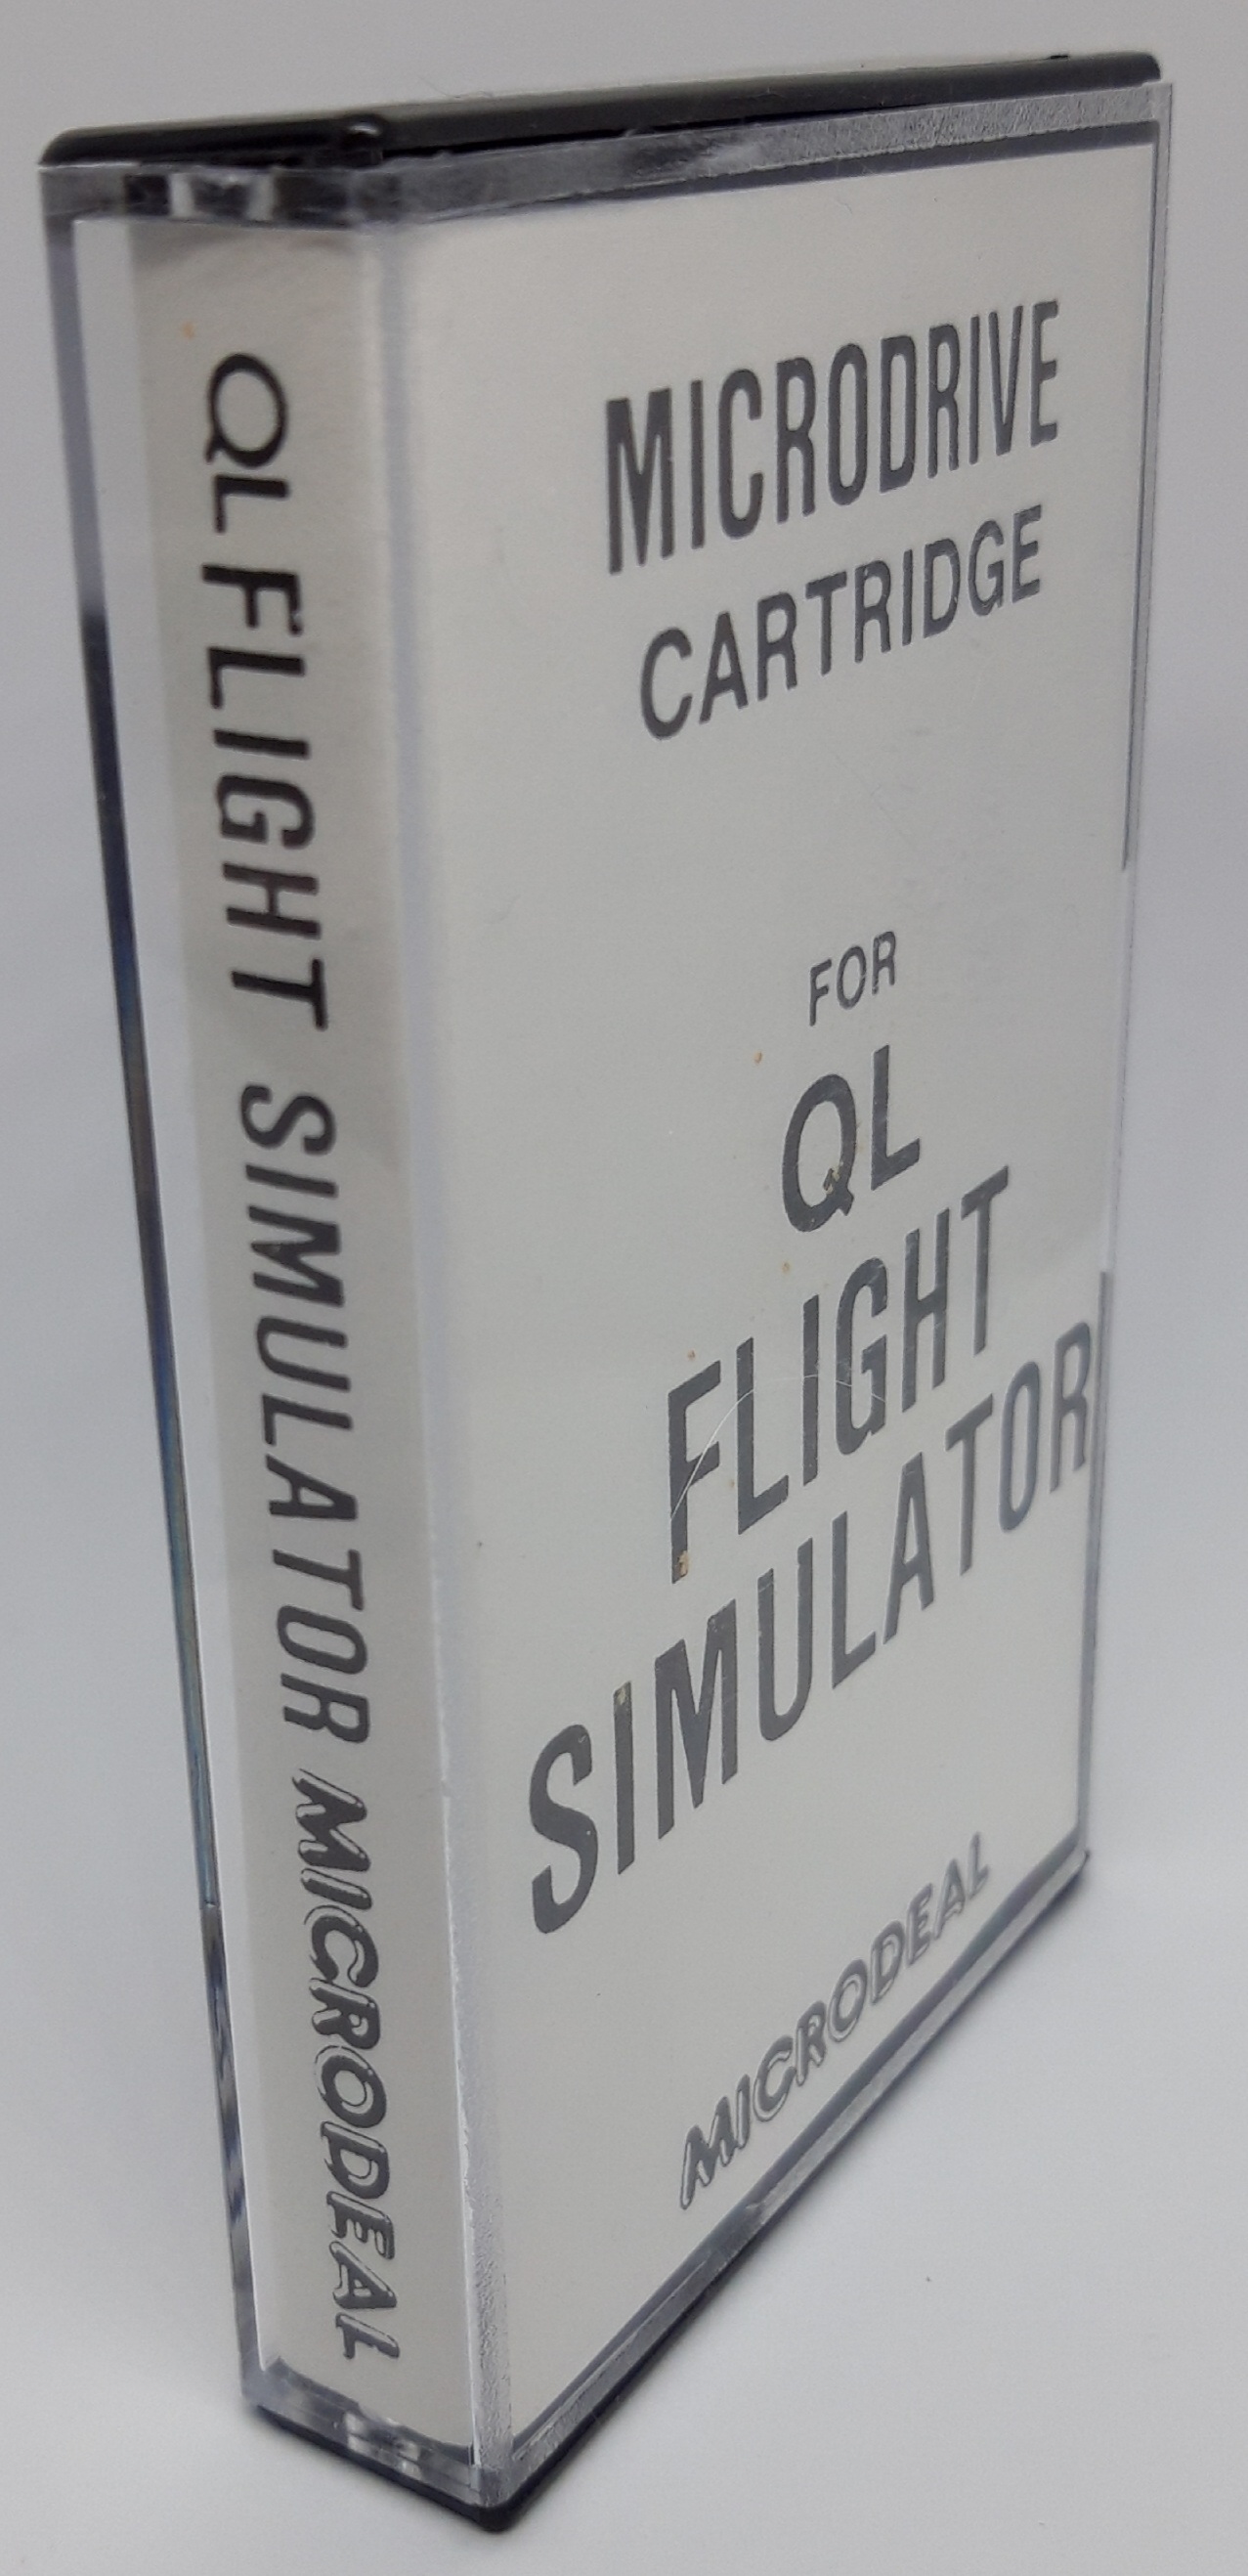 QL FLIGHT SIMULATOR MICRODEAL
MICRODRIVE
CARTRIDGE
FOR
QL
FLIGHT
SIMULATOR
MICRODEAL